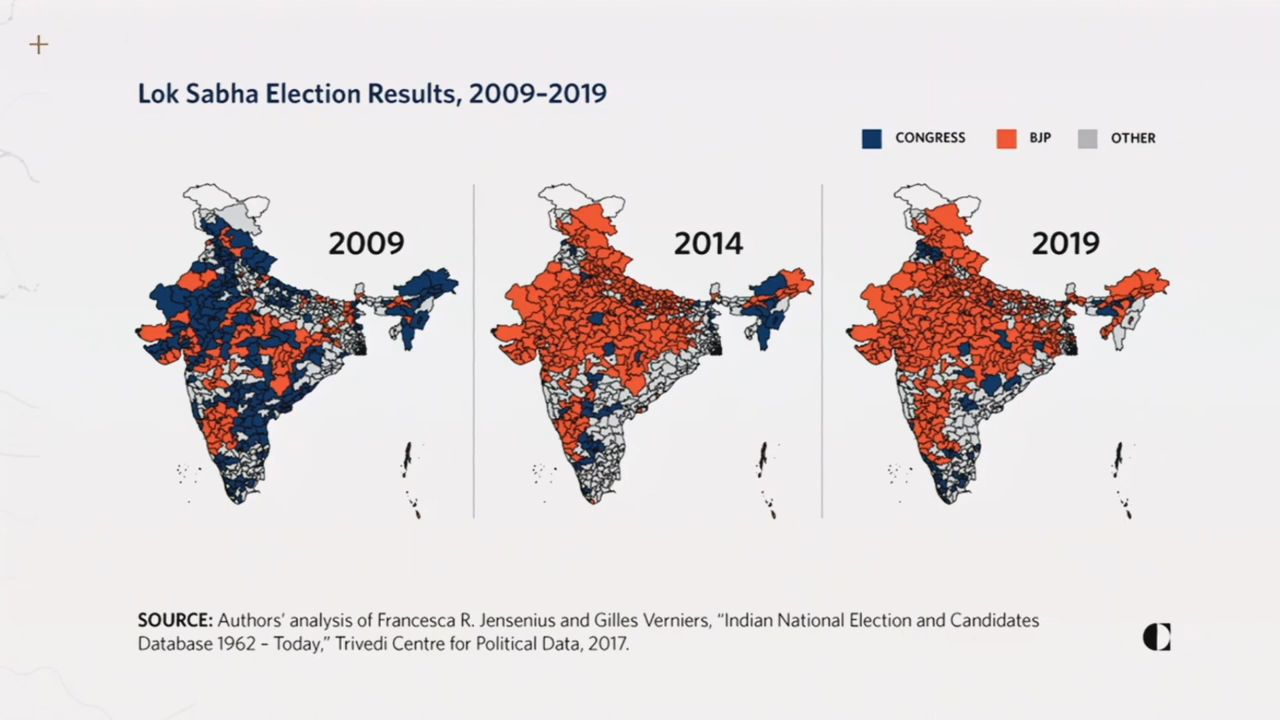 Lok Sabha Election Results, 2009–2019
CONGRESS BJP OTHER
2009 2014 2019
SOURCE: Authors’ analysis of Francesca R. Jensenius and Gilles Verniers, “Indian National Election and Candidates
Database 1962 – Today,” Trivedi Centre for Political Data, 2017.